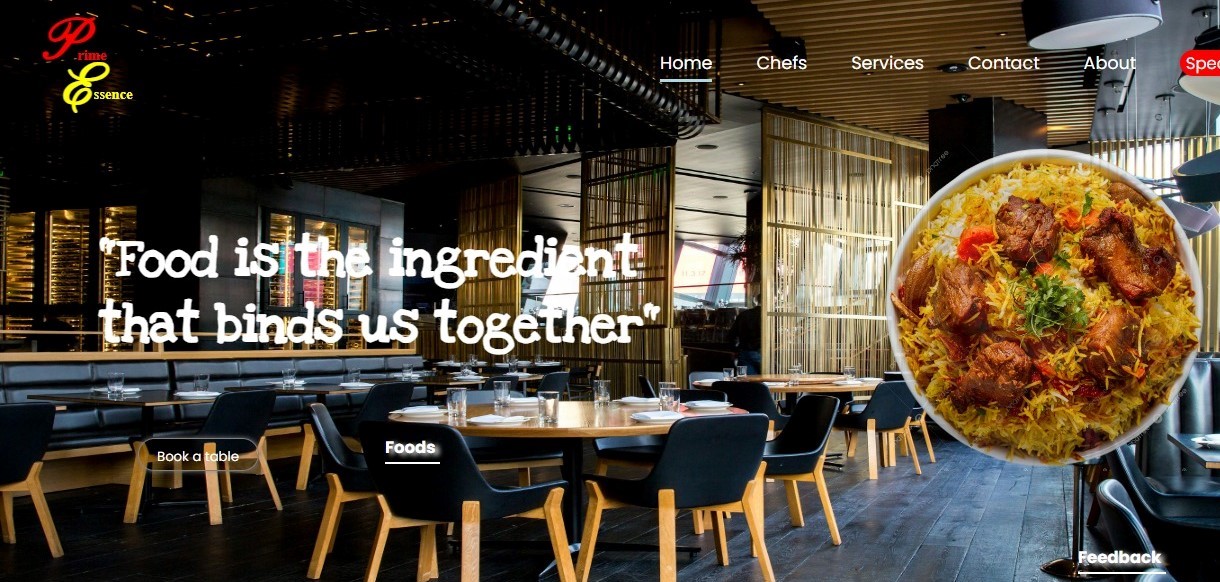 Prime
Essence
Home Chefs Services Contact About Spec
"Food is the ingredient
that binds us together"
Book a table
Foods
Feedback